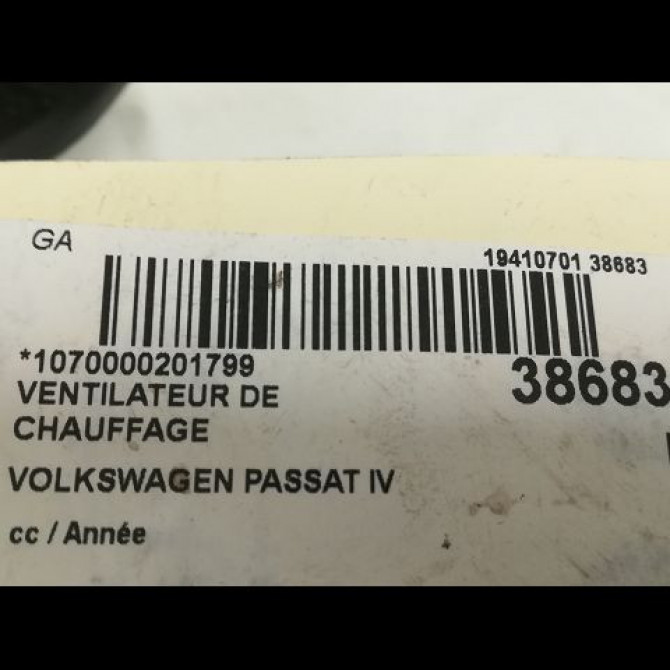 GA
19410701 38683
*1070000201799
38683
VENTILATEUR DE
CHAUFFAGE
VOLKSWAGEN PASSAT IV
cc / Année